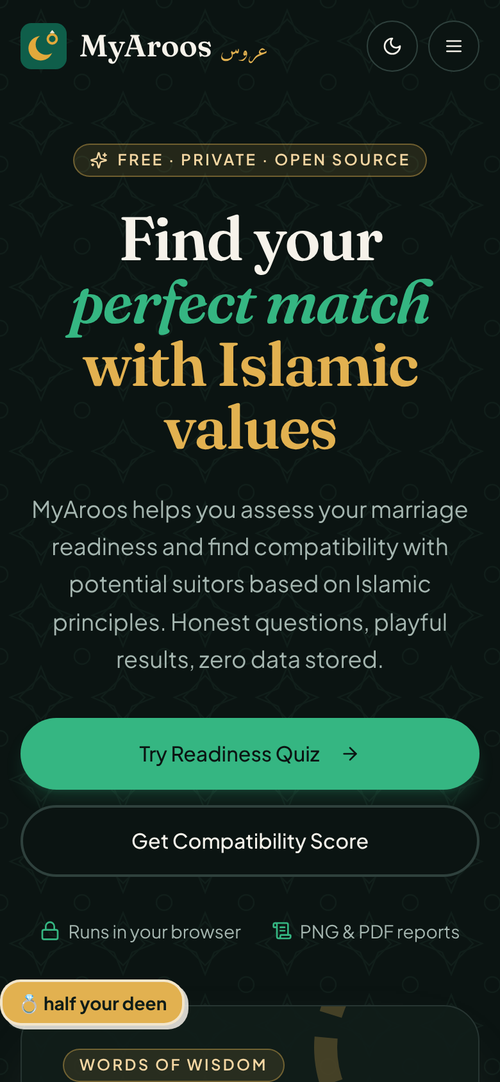 MyAroos عروس
FREE · PRIVATE · OPEN SOURCE
Find your
perfect match
with Islamic
values
MyAroos helps you assess your marriage
readiness and find compatibility with
potential suitors based on Islamic
principles. Honest questions, playful
results, zero data stored.
Try Readiness Quiz →
Get Compatibility Score
Runs in your browser PNG & PDF reports
💍 half your deen
WORDS OF WISDOM